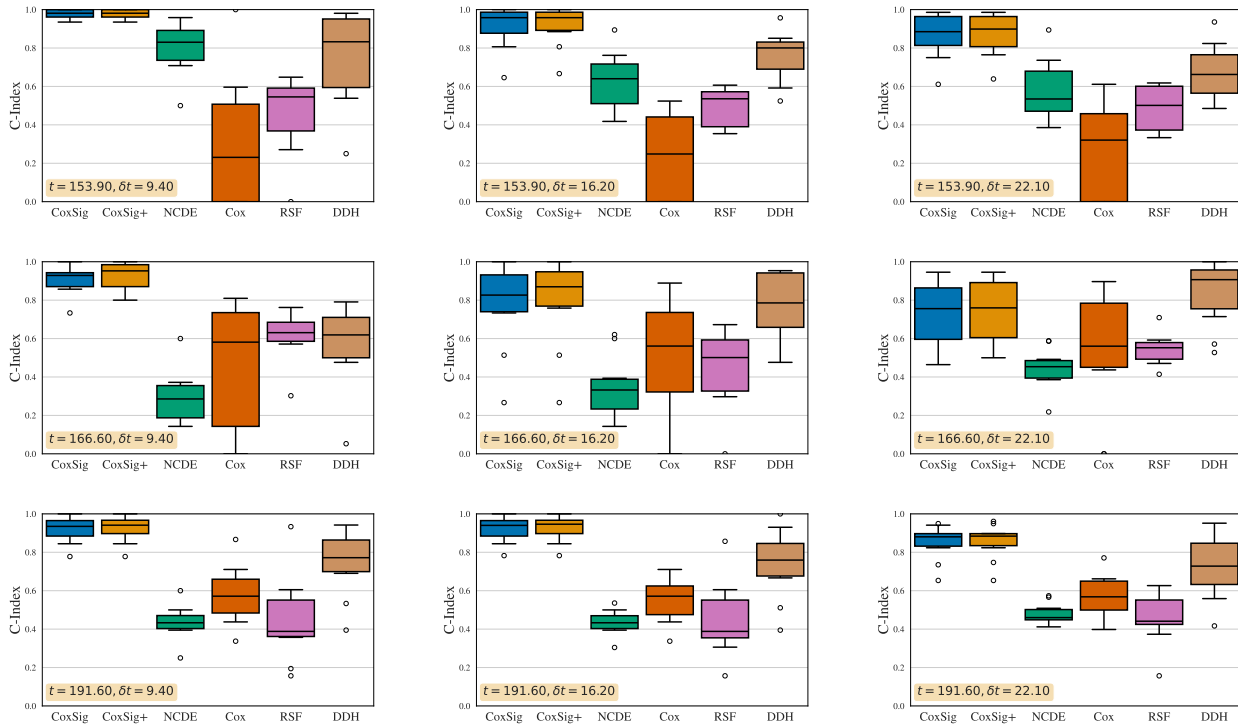 1.0
0.8
0.6
0.4
0.2
0.0
C-Index
t = 153.90, δt = 9.40
CoxSig CoxSig+ NCDE Cox RSF DDH
1.0
0.8
0.6
0.4
0.2
0.0
C-Index
t = 153.90, δt = 16.20
CoxSig CoxSig+ NCDE Cox RSF DDH
1.0
0.8
0.6
0.4
0.2
0.0
C-Index
t = 153.90, δt = 22.10
CoxSig CoxSig+ NCDE Cox RSF DDH
1.0
0.8
0.6
0.4
0.2
0.0
C-Index
t = 166.60, δt = 9.40
CoxSig CoxSig+ NCDE Cox RSF DDH
1.0
0.8
0.6
0.4
0.2
0.0
C-Index
t = 166.60, δt = 16.20
CoxSig CoxSig+ NCDE Cox RSF DDH
1.0
0.8
0.6
0.4
0.2
0.0
C-Index
t = 166.60, δt = 22.10
CoxSig CoxSig+ NCDE Cox RSF DDH
1.0
0.8
0.6
0.4
0.2
0.0
C-Index
t = 191.60, δt = 9.40
CoxSig CoxSig+ NCDE Cox RSF DDH
1.0
0.8
0.6
0.4
0.2
0.0
C-Index
t = 191.60, δt = 16.20
CoxSig CoxSig+ NCDE Cox RSF DDH
1.0
0.8
0.6
0.4
0.2
0.0
C-Index
t = 191.60, δt = 22.10
CoxSig CoxSig+ NCDE Cox RSF DDH